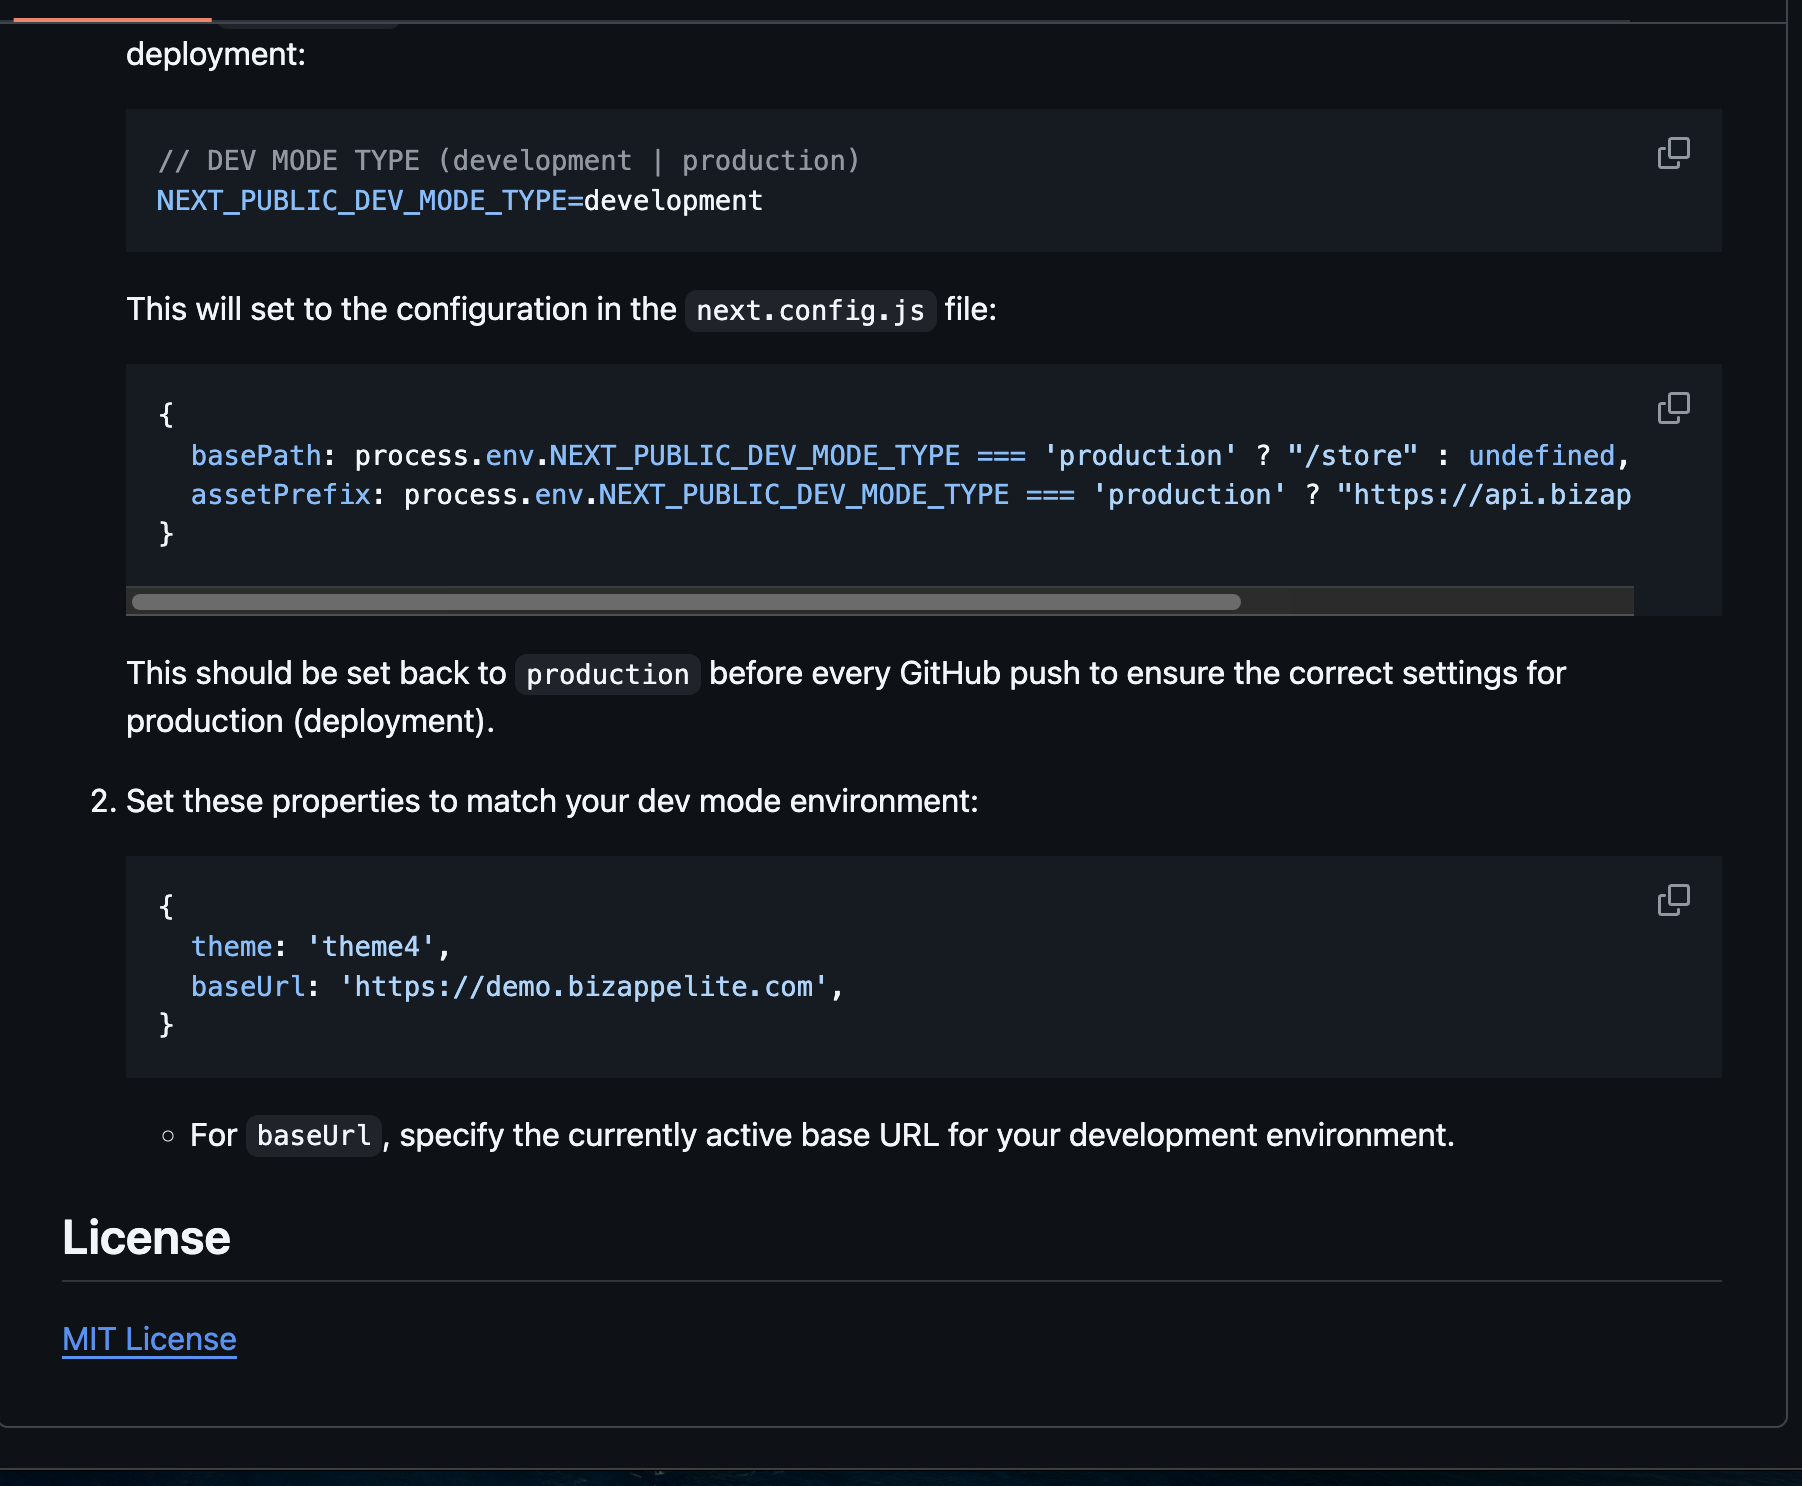 deployment:
// DEV MODE TYPE (development | production)
NEXT_PUBLIC_DEV_MODE_TYPE=development
This will set to the configuration in the next.config.js file:
{
  basePath: process.env.NEXT_PUBLIC_DEV_MODE_TYPE === 'production' ? "/store" : undefined,
  assetPrefix: process.env.NEXT_PUBLIC_DEV_MODE_TYPE === 'production' ? "https://api.bizap
}
This should be set back to production before every GitHub push to ensure the correct settings for
production (deployment).
2. Set these properties to match your dev mode environment:
{
  theme: 'theme4',
  baseUrl: 'https://demo.bizappelite.com',
}
◦ For baseUrl, specify the currently active base URL for your development environment.
License
MIT License